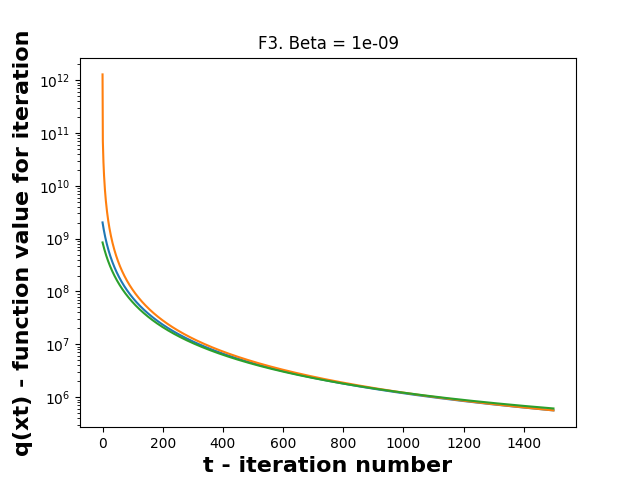 F3. Beta = 1e-09
q(xt) - function value for iteration
10¹²
10¹¹
10¹⁰
10⁹
10⁸
10⁷
10⁶
0 200 400 600 800 1000 1200 1400
t - iteration number